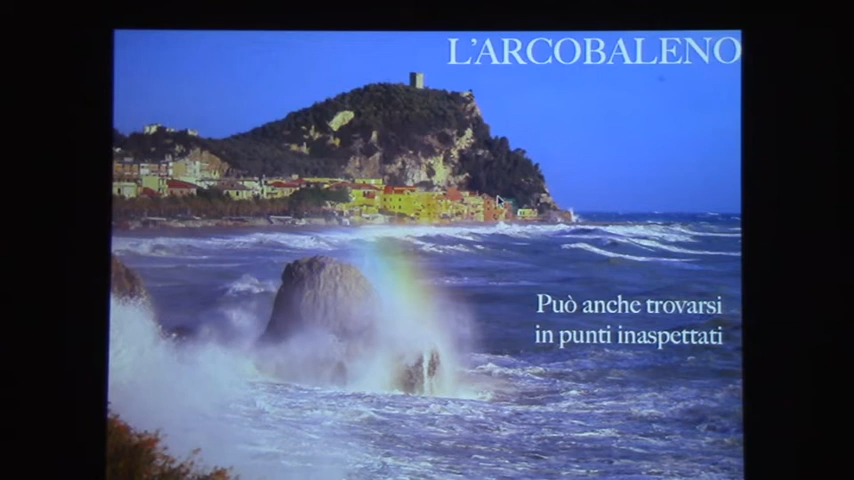 L'ARCOBALENO
Può anche trovarsi
in punti inaspettati